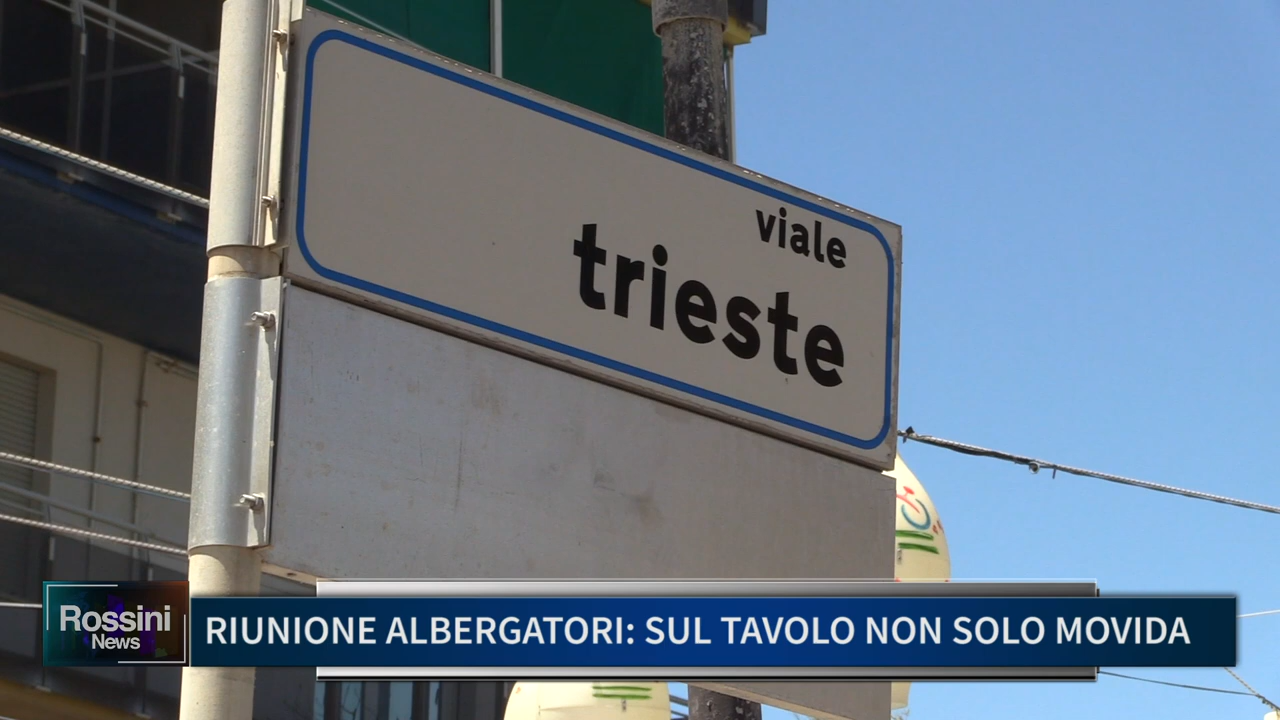 viale
trieste
Rossini
News
RIUNIONE ALBERGATORI: SUL TAVOLO NON SOLO MOVIDA